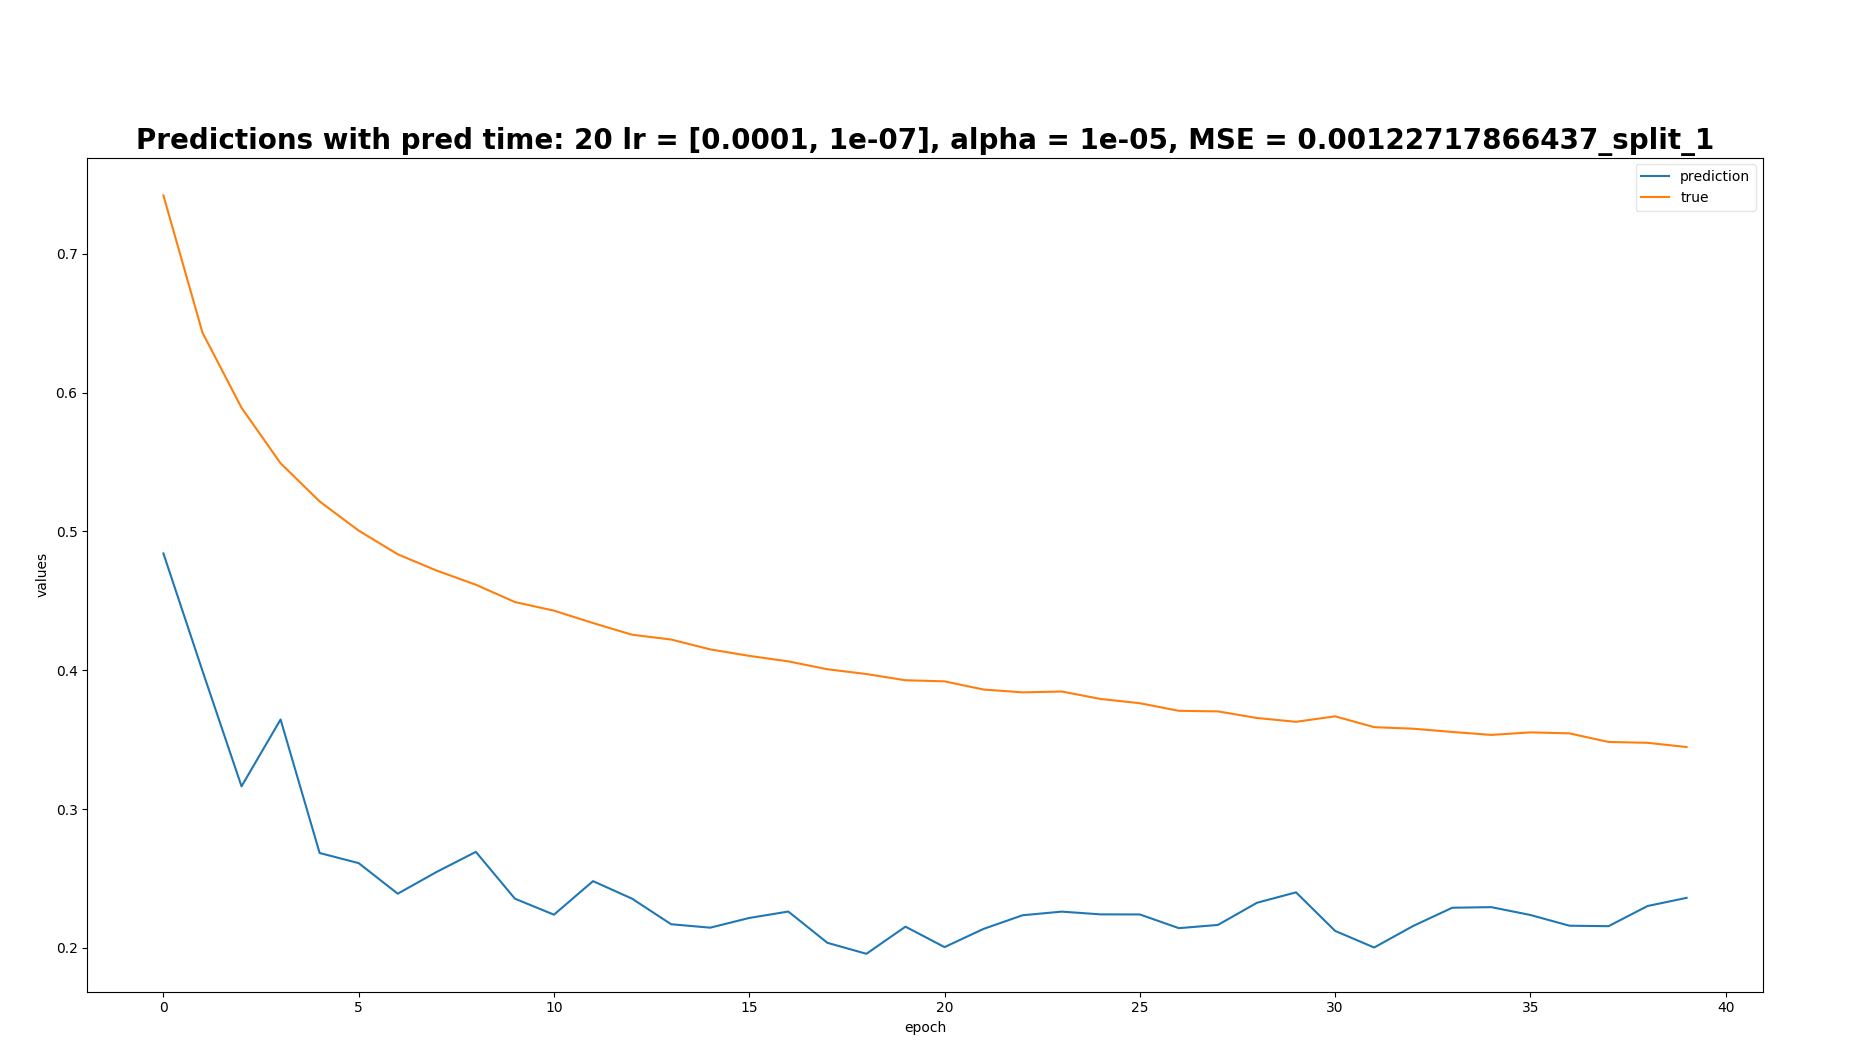 Predictions with pred time: 20 lr = [0.0001, 1e-07], alpha = 1e-05, MSE = 0.00122717866437_split_1
prediction
true
values
0.7
0.6
0.5
0.4
0.3
0.2
0 5 10 15 20 25 30 35 40
epoch